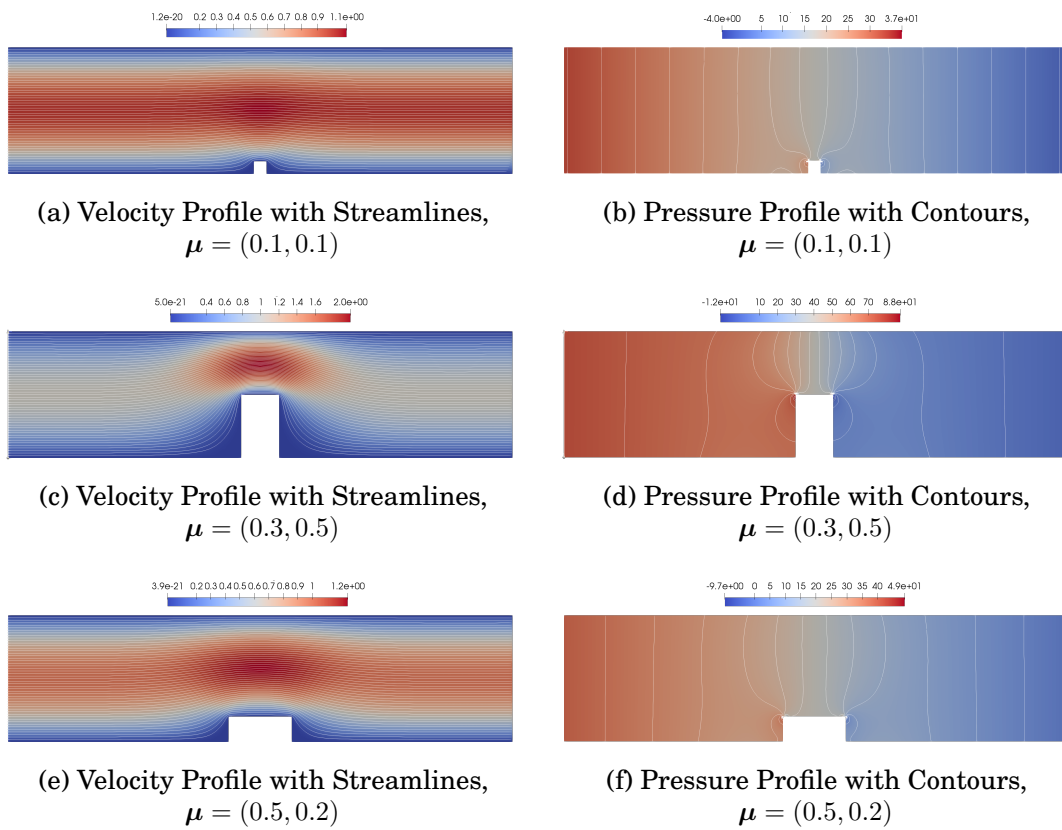 1.2e-20 0.2 0.3 0.4 0.5 0.6 0.7 0.8 0.9 1.1e+00
-4.0e+00 5 10 15 20 25 30 3.7e+01
(a) Velocity Profile with Streamlines,
μ = (0.1, 0.1)
(b) Pressure Profile with Contours,
μ = (0.1, 0.1)
5.0e-21 0.4 0.6 0.8 1 1.2 1.4 1.6 2.0e+00
-1.2e+01 10 20 30 40 50 60 70 8.8e+01
(c) Velocity Profile with Streamlines,
μ = (0.3, 0.5)
(d) Pressure Profile with Contours,
μ = (0.3, 0.5)
3.9e-21 0.2 0.3 0.4 0.5 0.6 0.7 0.8 0.9 1 1.2e+00
-9.7e+00 0 5 10 15 20 25 30 35 40 4.9e+01
(e) Velocity Profile with Streamlines,
μ = (0.5, 0.2)
(f) Pressure Profile with Contours,
μ = (0.5, 0.2)